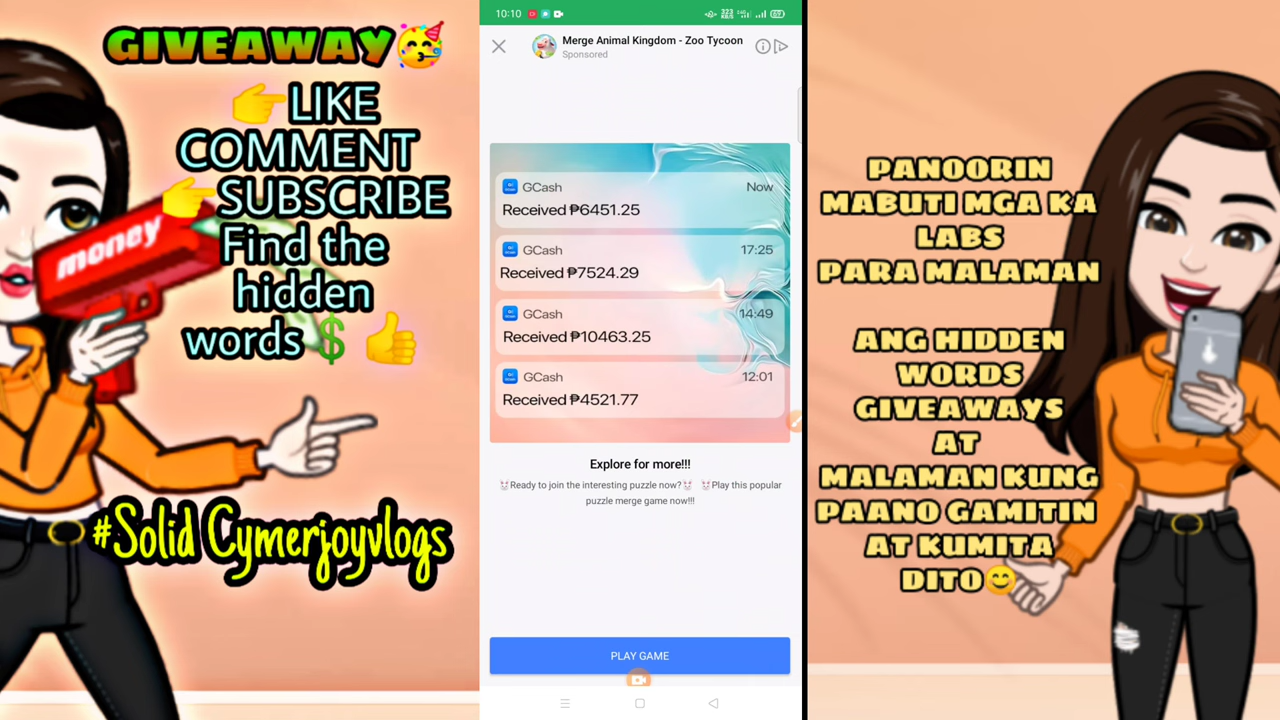 GIVEAWAY🥳
👉LIKE
COMMENT
👉SUBSCRIBE
Find the
hidden
words💲👍
money
#Solid Cymerjoyvlogs
10:10
323
69
Merge Animal Kingdom - Zoo Tycoon
Sponsored
GCash Now
Received ₱6451.25
GCash 17:25
Received ₱7524.29
GCash 14:49
Received ₱10463.25
GCash 12:01
Received ₱4521.77
Explore for more!!!
🐰Ready to join the interesting puzzle now?🐰 🐰Play this popular
puzzle merge game now!!!
PLAY GAME
PANOORIN
MABUTI MGA KA
LABS
PARA MALAMAN
ANG HIDDEN
WORDS
GIVEAWAYS
AT
MALAMAN KUNG
PAANO GAMITIN
AT KUMITA
DITO😊